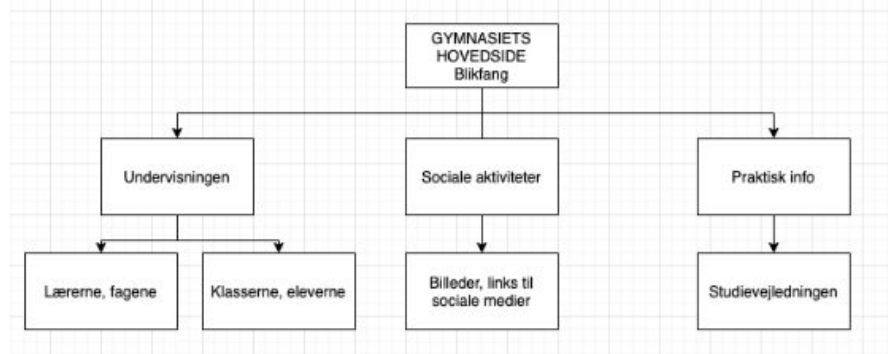 GYMNASIETS
HOVEDSIDE
Blikfang
Undervisningen
Sociale aktiviteter
Praktisk info
Lærerne, fagene
Klasserne, eleverne
Billeder, links til
sociale medier
Studievejledningen